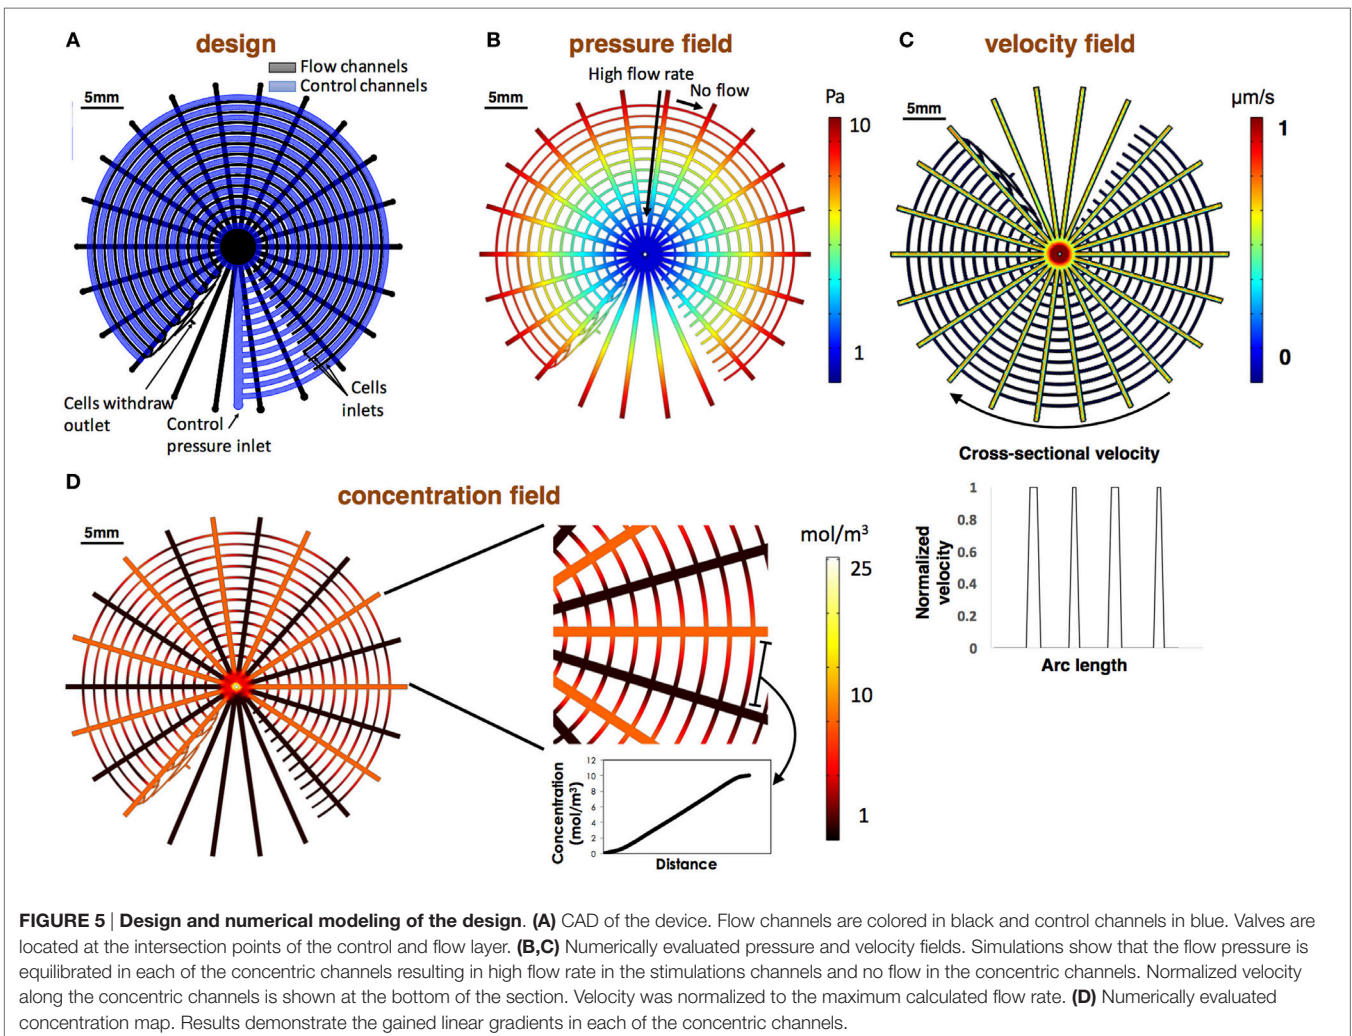 A
design
Flow channels
Control channels
5mm
Cells withdraw
outlet
Control
pressure inlet
Cells
inlets
B
pressure field
High flow rate
No flow
5mm
Pa
10
1
C
velocity field
5mm
µm/s
1
0
Cross-sectional velocity
1
0.8
0.6
0.4
0.2
0
Normalized
velocity
Arc length
D
concentration field
5mm
mol/m³
25
10
1
12
10
8
6
4
2
0
Concentration
(mol/m³)
Distance
FIGURE 5 | Design and numerical modeling of the design. (A) CAD of the device. Flow channels are colored in black and control channels in blue. Valves are
located at the intersection points of the control and flow layer. (B,C) Numerically evaluated pressure and velocity fields. Simulations show that the flow pressure is
equilibrated in each of the concentric channels resulting in high flow rate in the stimulations channels and no flow in the concentric channels. Normalized velocity
along the concentric channels is shown at the bottom of the section. Velocity was normalized to the maximum calculated flow rate. (D) Numerically evaluated
concentration map. Results demonstrate the gained linear gradients in each of the concentric channels.